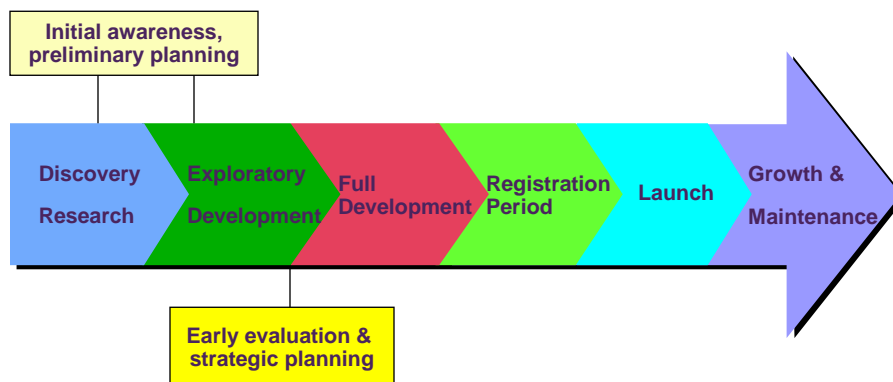 Initial awareness,
preliminary planning
Discovery
Research
Exploratory
Development
Full
Development
Registration
Period
Launch
Growth &
Maintenance
Early evaluation &
strategic planning